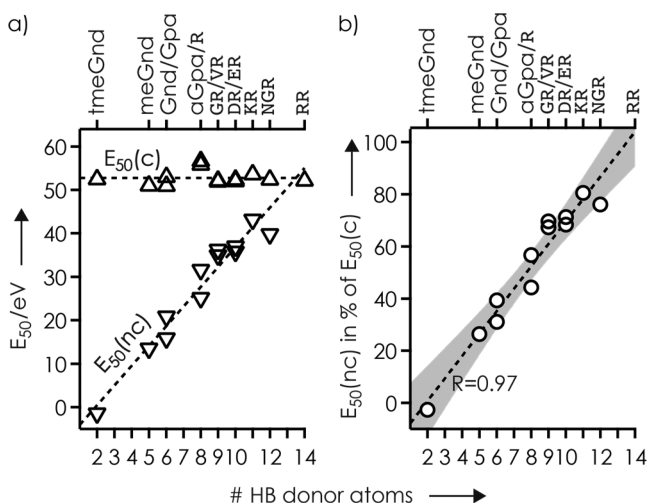 a)
tmeGnd
meGnd
Gnd/Gpa
aGpa/R
GR/VR
DR/ER
KR
NGR
RR
60
50
40
30
20
10
0
E50/eV
E50(c)
E50(nc)
2 3 4 5 6 7 8 9 10 11 12 14
b)
tmeGnd
meGnd
Gnd/Gpa
aGpa/R
GR/VR
DR/ER
KR
NGR
RR
100
80
60
40
20
0
E50(nc) in % of E50(c)
R=0.97
2 3 4 5 6 7 8 9 10 11 12 14
# HB donor atoms